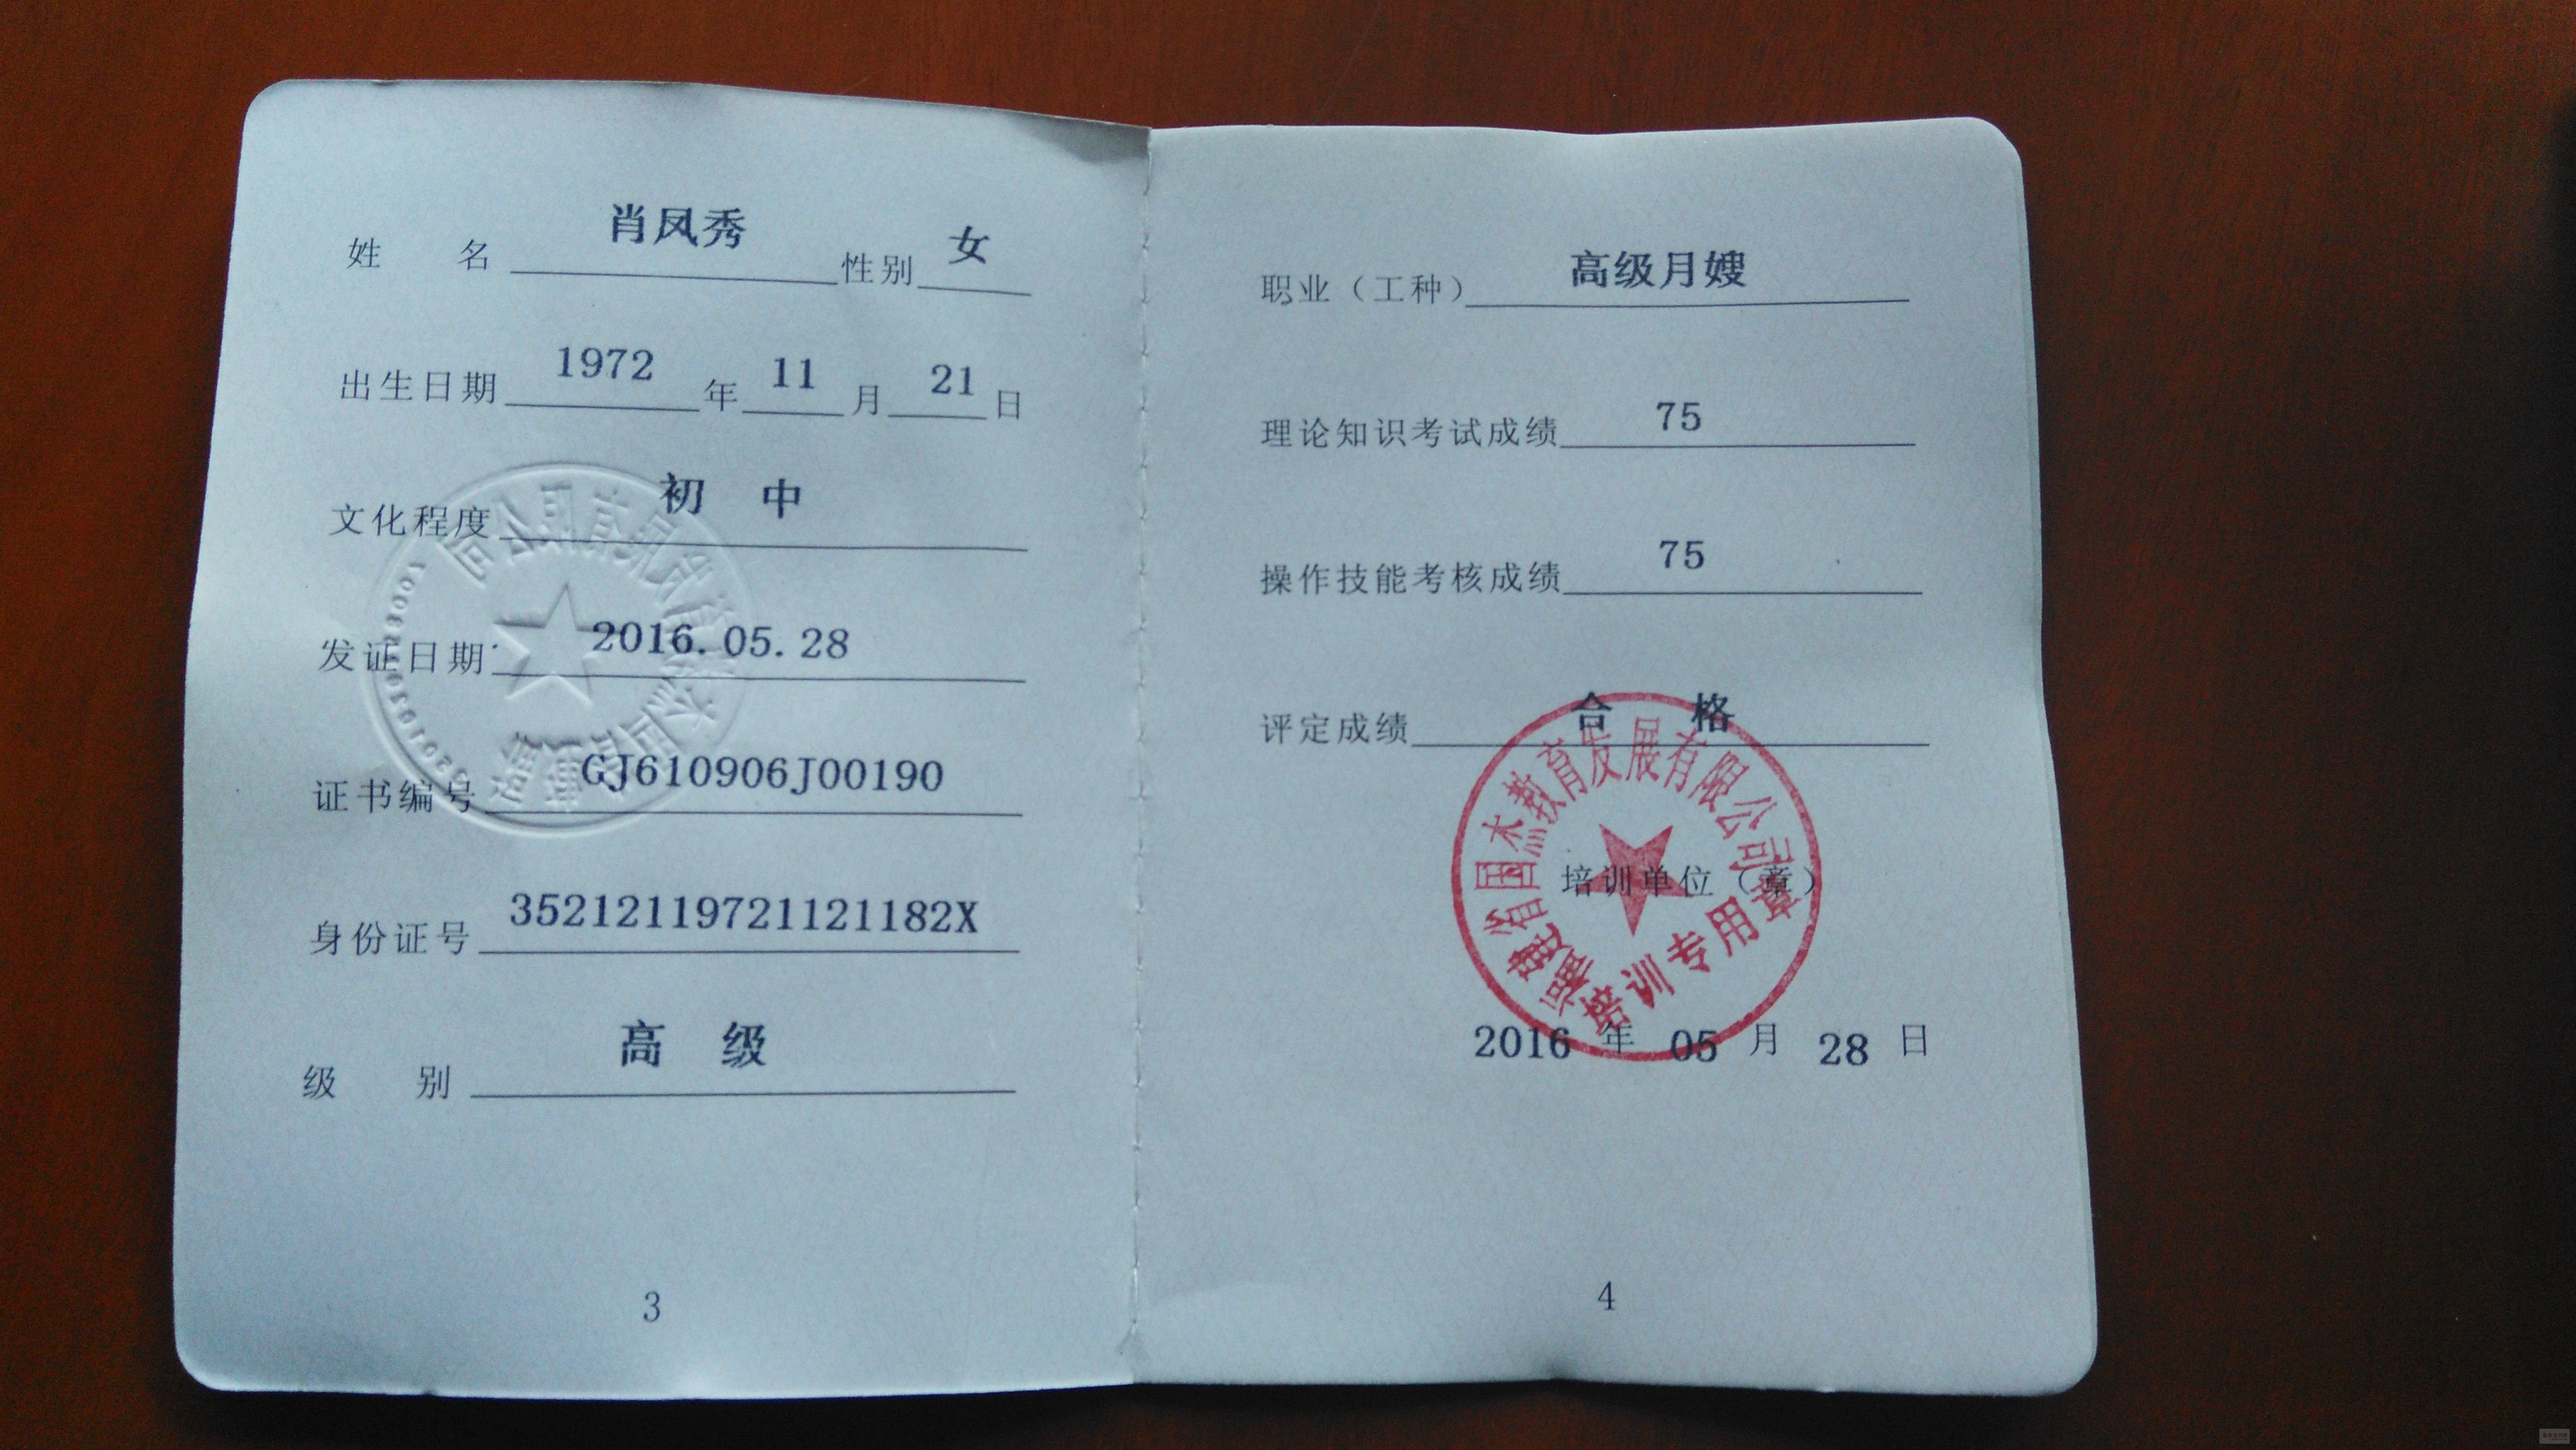 姓 名 肖凤秀 性别 女
出生日期 1972 年 11 月 21 日
文化程度 初 中
发证日期 2016.05.28
证书编号 GJ610906J00190
身份证号 35212119721121182X
级 别 高 级
3
职业（工种） 高级月嫂
理论知识考试成绩 75
操作技能考核成绩 75
评定成绩 合 格
福建省国杰教育发展有限公司
培训单位（章）
培训专用章
2016 年 05 月 28 日
4